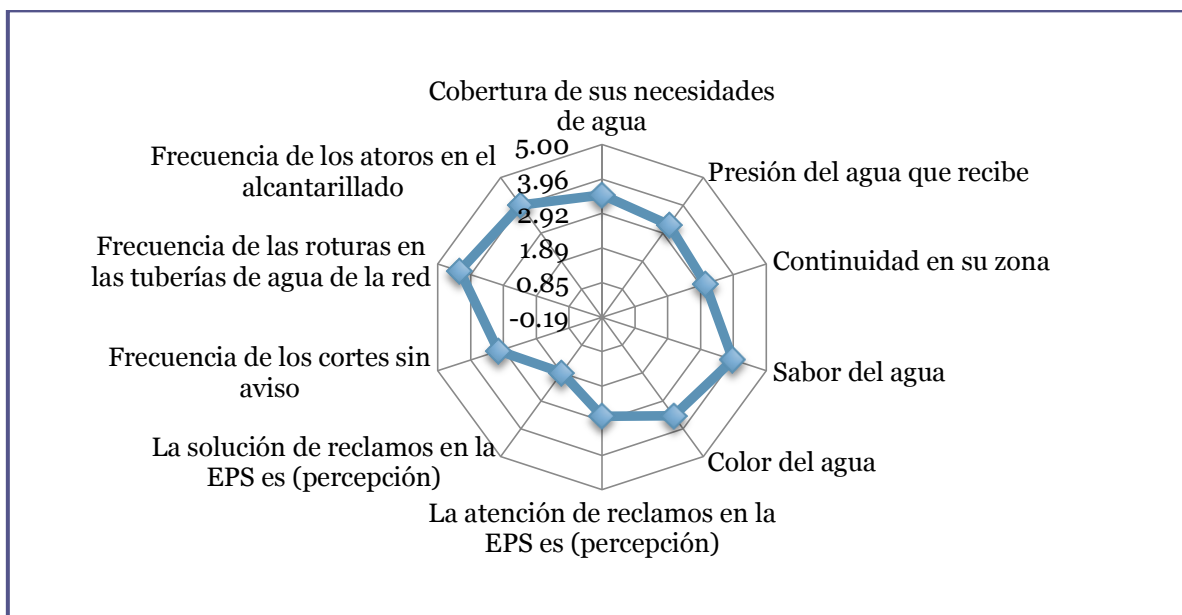 Cobertura de sus necesidades
de agua
Presión del agua que recibe
Continuidad en su zona
Sabor del agua
Color del agua
La atención de reclamos en la
EPS es (percepción)
La solución de reclamos en la
EPS es (percepción)
Frecuencia de los cortes sin
aviso
Frecuencia de las roturas en
las tuberías de agua de la red
Frecuencia de los atoros en el
alcantarillado
5.00
3.96
2.92
1.89
0.85
-0.19